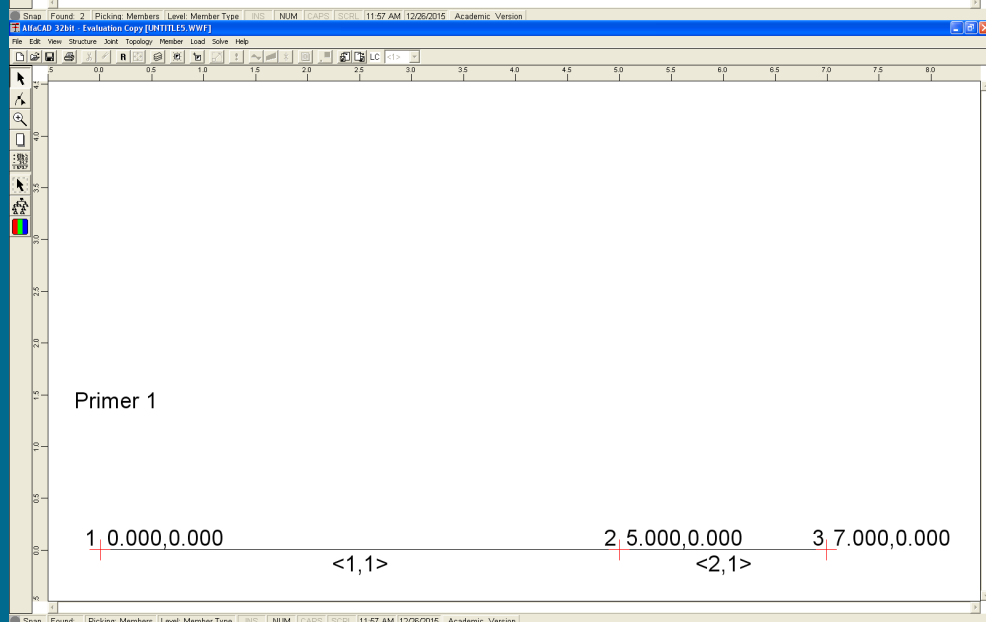 Snap Found: 2 Picking: Members Level: Member Type INS NUM CAPS SCRL 11:57 AM 12/26/2015 Academic Version
AlfaCAD 32bit - Evaluation Copy [UNTITLE5.WWF]
File Edit View Structure Joint Topology Member Load Solve Help
R LC <1>
.5 0.0 0.5 1.0 1.5 2.0 2.5 3.0 3.5 4.0 4.5 5.0 5.5 6.0 6.5 7.0 7.5 8.0
4.5
4.0
3.5
3.0
2.5
2.0
1.5
Primer 1
1.0
0.5
1 0.000,0.000 2 5.000,0.000 3 7.000,0.000
0.0
<1,1> <2,1>
.5
Snap Found: Picking: Members Level: Member Type INS NUM CAPS SCRL 11:57 AM 12/26/2015 Academic Version